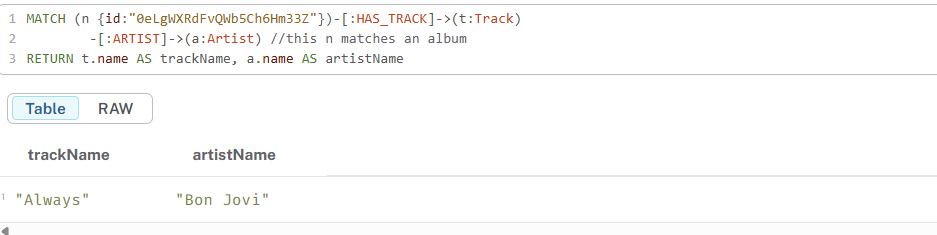 1 MATCH (n {id:"0eLgWXRdFvQWb5Ch6Hm33Z"})-[:HAS_TRACK]->(t:Track)
2 -[:ARTIST]->(a:Artist) //this n matches an album
3 RETURN t.name AS trackName, a.name AS artistName
Table RAW
trackName artistName
1 "Always" "Bon Jovi"